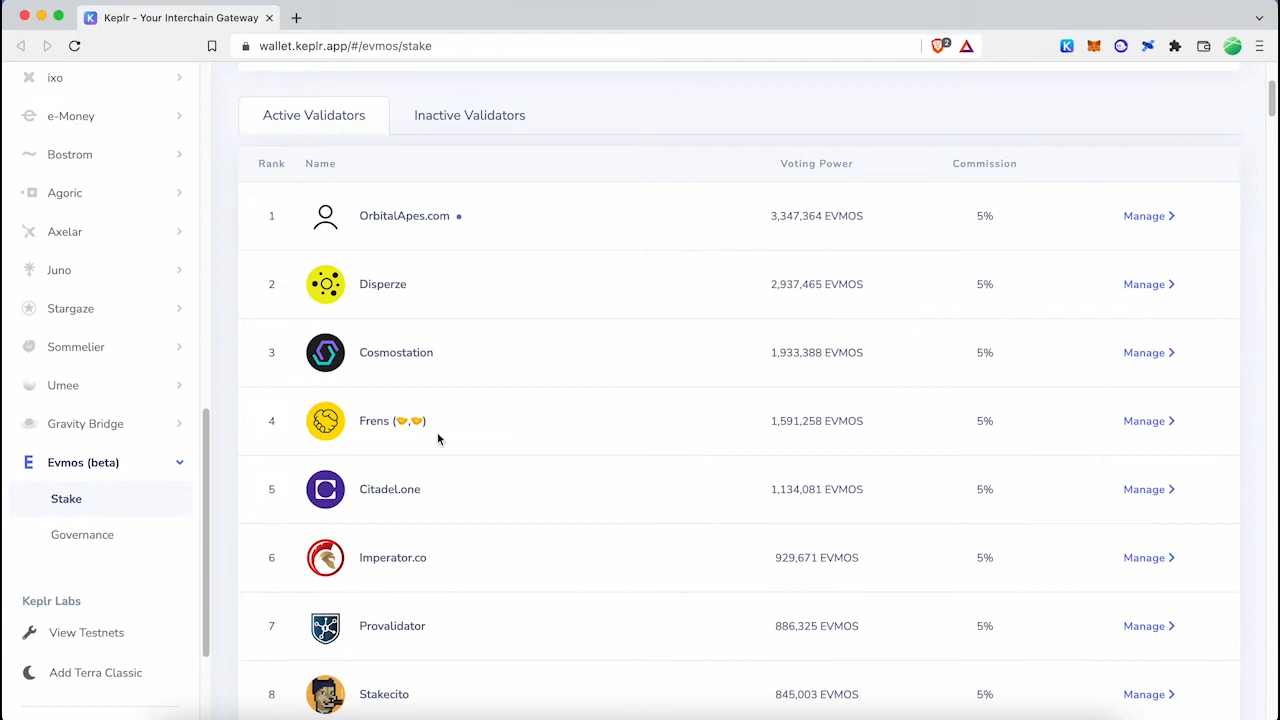 Keplr - Your Interchain Gateway
wallet.keplr.app/#/evmos/stake
2
ixo
e-Money
Bostrom
Agoric
Axelar
Juno
Stargaze
Sommelier
Umee
Gravity Bridge
Evmos (beta)
Stake
Governance
Keplr Labs
View Testnets
Add Terra Classic
Active Validators Inactive Validators
Rank Name Voting Power Commission
1 OrbitalApes.com 3,347,364 EVMOS 5% Manage
2 Disperze 2,937,465 EVMOS 5% Manage
3 Cosmostation 1,933,388 EVMOS 5% Manage
4 Frens (🤝,🤝) 1,591,258 EVMOS 5% Manage
5 Citadel.one 1,134,081 EVMOS 5% Manage
6 Imperator.co 929,671 EVMOS 5% Manage
7 Provalidator 886,325 EVMOS 5% Manage
8 Stakecito 845,003 EVMOS 5% Manage